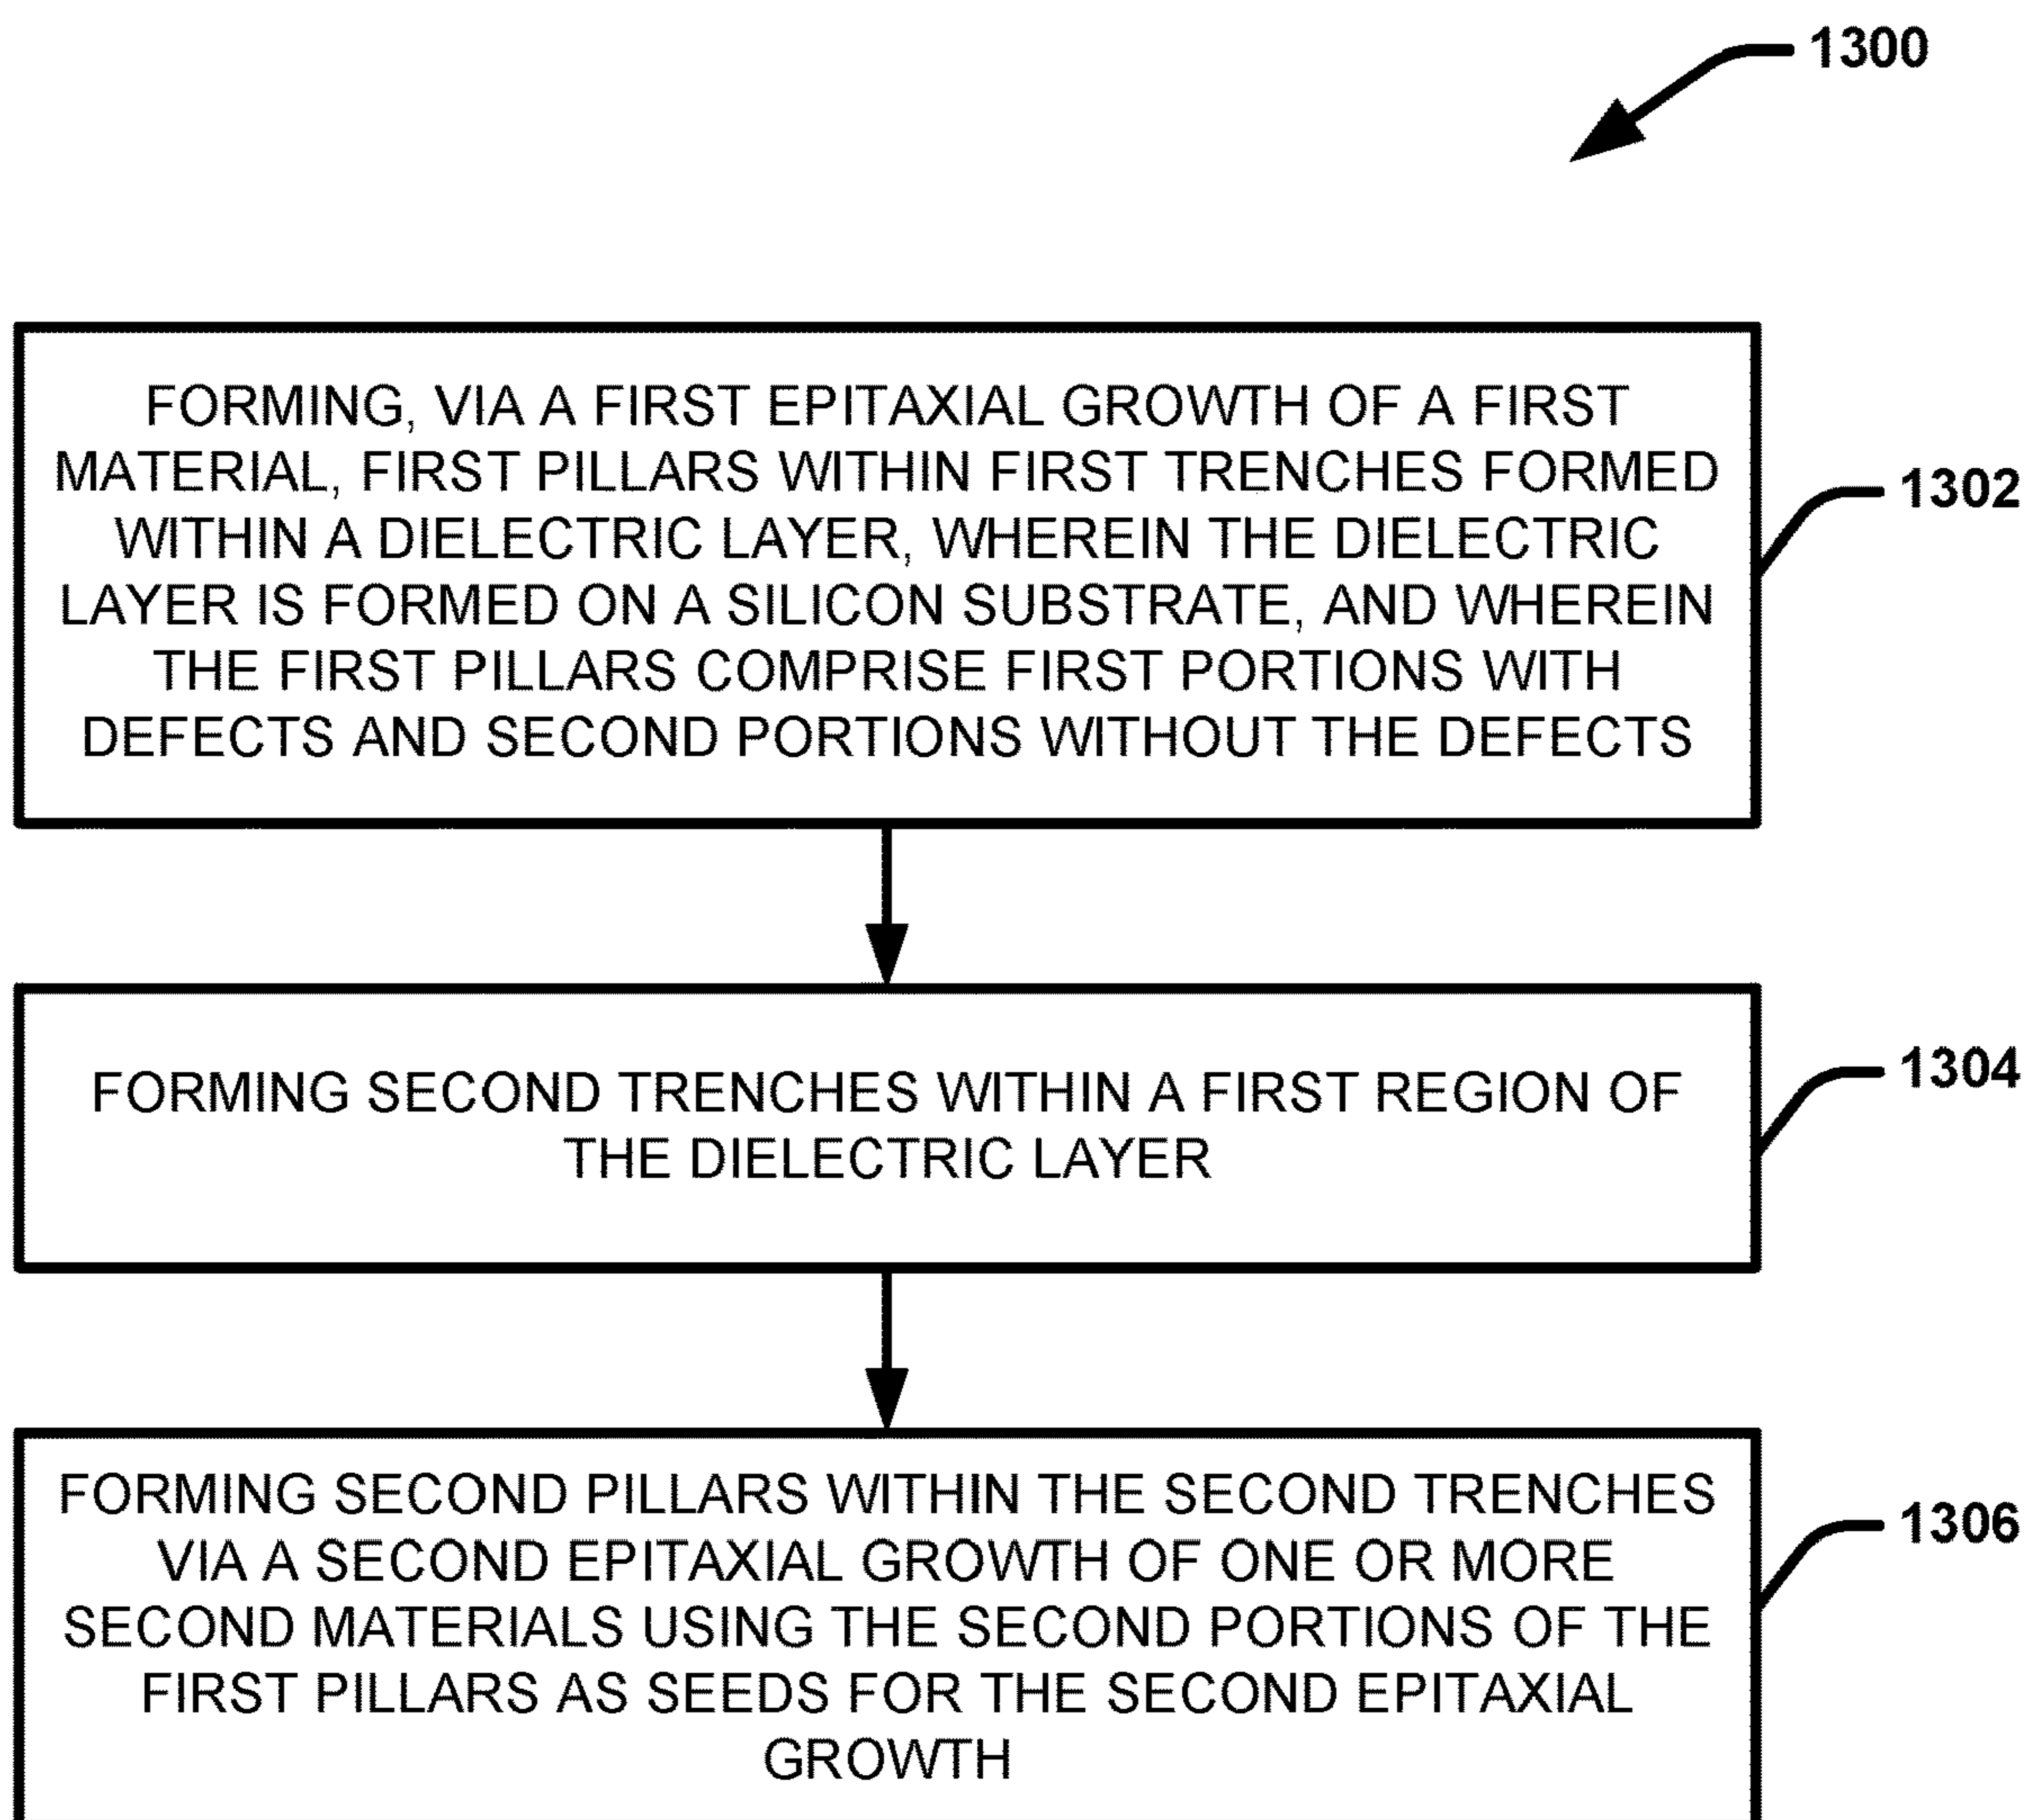 1300
FORMING, VIA A FIRST EPITAXIAL GROWTH OF A FIRST
MATERIAL, FIRST PILLARS WITHIN FIRST TRENCHES FORMED
WITHIN A DIELECTRIC LAYER, WHEREIN THE DIELECTRIC
LAYER IS FORMED ON A SILICON SUBSTRATE, AND WHEREIN
THE FIRST PILLARS COMPRISE FIRST PORTIONS WITH
DEFECTS AND SECOND PORTIONS WITHOUT THE DEFECTS
1302
FORMING SECOND TRENCHES WITHIN A FIRST REGION OF
THE DIELECTRIC LAYER
1304
FORMING SECOND PILLARS WITHIN THE SECOND TRENCHES
VIA A SECOND EPITAXIAL GROWTH OF ONE OR MORE
SECOND MATERIALS USING THE SECOND PORTIONS OF THE
FIRST PILLARS AS SEEDS FOR THE SECOND EPITAXIAL
GROWTH
1306